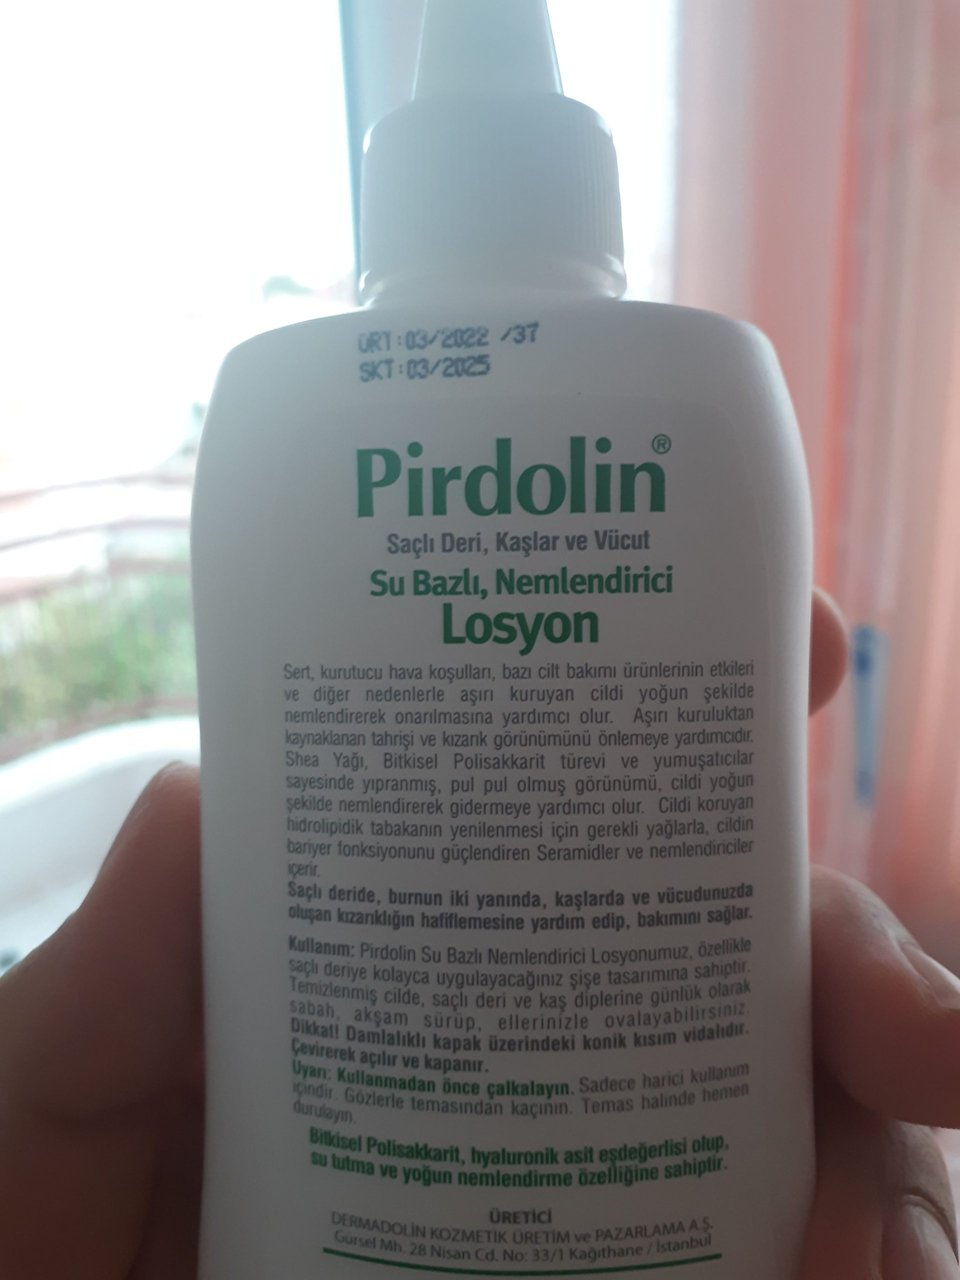 ÜRT:03/2022 /37
SKT:03/2025
Pirdolin®
Saçlı Deri, Kaşlar ve Vücut
Su Bazlı, Nemlendirici
Losyon
Sert, kurutucu hava koşulları, bazı cilt bakımı ürünlerinin etkileri
ve diğer nedenlerle aşırı kuruyan cildi yoğun şekilde
nemlendirerek onarılmasına yardımcı olur. Aşırı kuruluktan
kaynaklanan tahrişi ve kızarık görünümünü önlemeye yardımcıdır.
Shea Yağı, Bitkisel Polisakkarit türevi ve yumuşatıcılar
sayesinde yıpranmış, pul pul olmuş görünümü, cildi yoğun
şekilde nemlendirerek gidermeye yardımcı olur. Cildi koruyan
hidrolipidik tabakanın yenilenmesi için gerekli yağlarla, cildin
bariyer fonksiyonunu güçlendiren Seramidler ve nemlendiriciler
içerir.
Saçlı deride, burnun iki yanında, kaşlarda ve vücudunuzda
oluşan kızarıklığın hafiflemesine yardım edip, bakımını sağlar.
Kullanım: Pirdolin Su Bazlı Nemlendirici Losyonumuz, özellikle
saçlı deriye kolayca uygulayacağınız şişe tasarımına sahiptir.
Temizlenmiş cilde, saçlı deri ve kaş diplerine günlük olarak
sabah, akşam sürüp, ellerinizle ovalayabilirsiniz.
Dikkat! Damlalıklı kapak üzerindeki konik kısım vidalıdır.
Çevirerek açılır ve kapanır.
Uyarı: Kullanmadan önce çalkalayın. Sadece harici kullanım
içindir. Gözlerle temasından kaçının. Temas halinde hemen
durulayın.
Bitkisel Polisakkarit, hyaluronik asit eşdeğerlisi olup,
su tutma ve yoğun nemlendirme özelliğine sahiptir.
ÜRETİCİ
DERMADOLİN KOZMETİK ÜRETİM ve PAZARLAMA A.Ş.
Gürsel Mh. 28 Nisan Cd. No: 33/1 Kağıthane / İstanbul